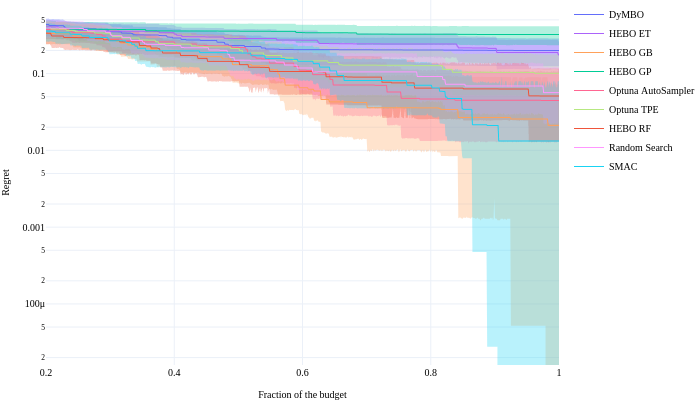 5
2
0.1
5
2
0.01
5
2
0.001
5
2
100μ
5
2
Regret
0.2
0.4
0.6
0.8
1
Fraction of the budget
DyMBO
HEBO ET
HEBO GB
HEBO GP
Optuna AutoSampler
Optuna TPE
HEBO RF
Random Search
SMAC